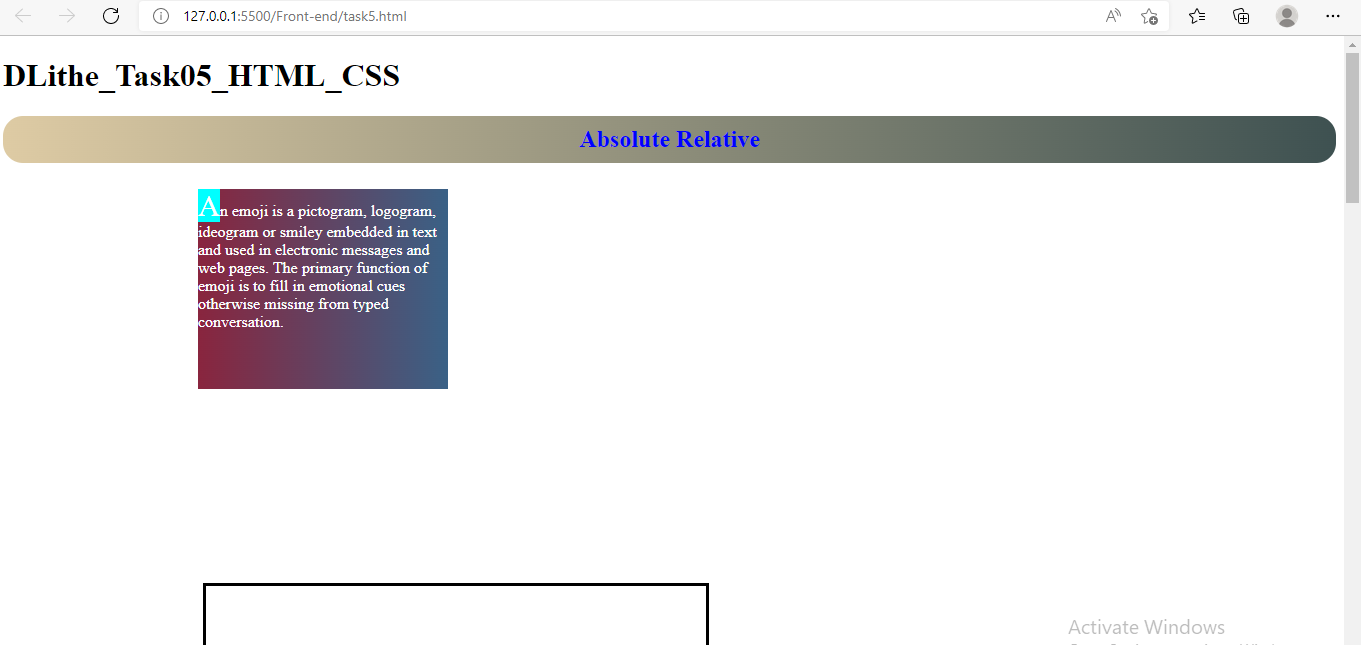 127.0.0.1:5500/Front-end/task5.html
DLithe_Task05_HTML_CSS
Absolute Relative
An emoji is a pictogram, logogram,
ideogram or smiley embedded in text
and used in electronic messages and
web pages. The primary function of
emoji is to fill in emotional cues
otherwise missing from typed
conversation.
Activate Windows